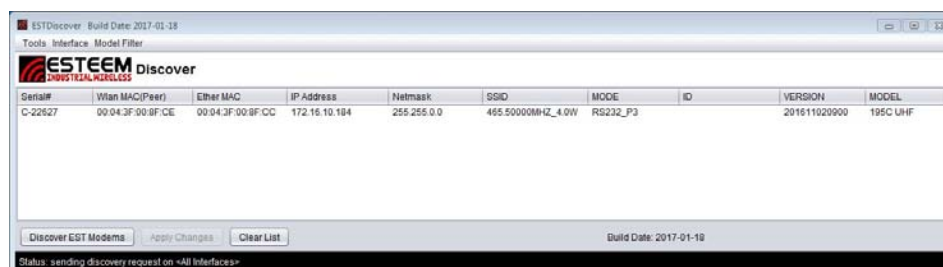 ESTDiscover Build Date: 2017-01-18
Tools Interface Model Filter
ESTEEM Discover
INDUSTRIAL WIRELESS
Serial# Wlan MAC(Peer) Ether MAC IP Address Netmask SSID MODE ID VERSION MODEL
C-22627 00:04:3F:00:8F:CE 00:04:3F:00:8F:CC 172.16.10.184 255.255.0.0 465.50000MHZ_4.0W RS232_P3 201611020900 195C UHF
Discover EST Modems Apply Changes Clear List Build Date: 2017-01-18
Status: sending discovery request on <All Interfaces>